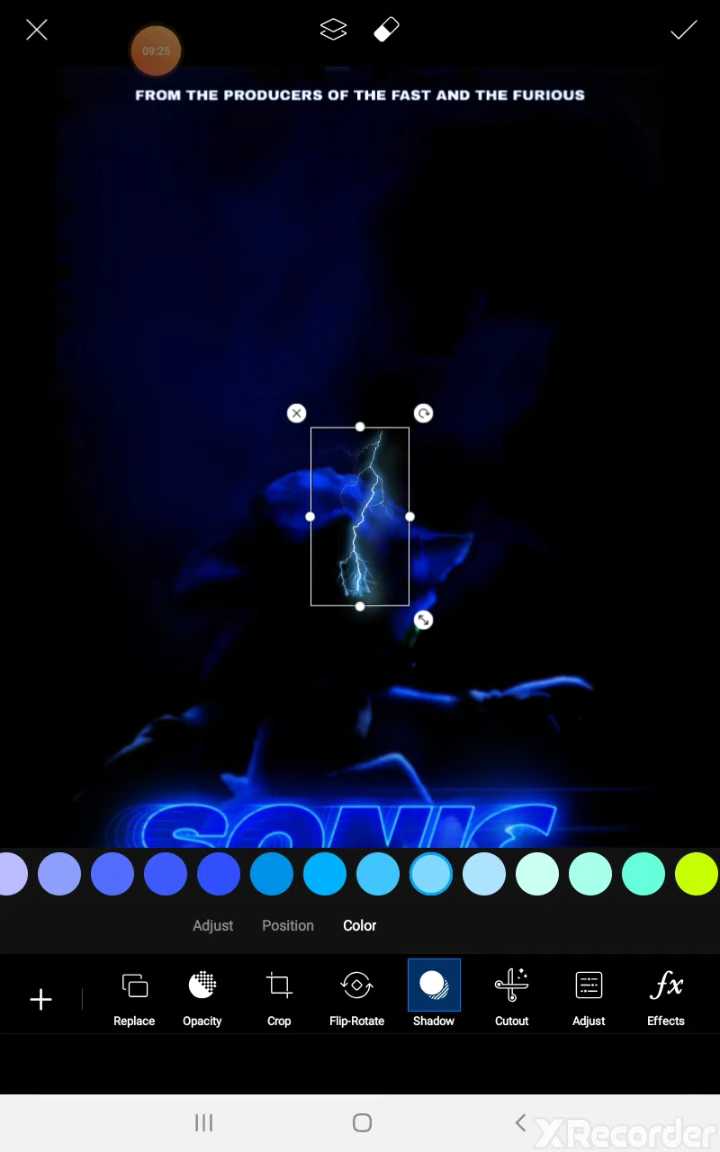 09:25
FROM THE PRODUCERS OF THE FAST AND THE FURIOUS
SONIC
Adjust Position Color
Replace Opacity Crop Flip-Rotate Shadow Cutout Adjust fx Effects
XRecorder